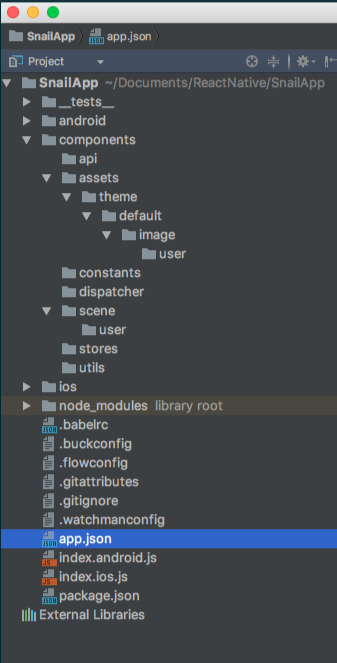 SnailApp app.json
Project
SnailApp ~/Documents/ReactNative/SnailApp
__tests__
android
components
api
assets
theme
default
image
user
constants
dispatcher
scene
user
stores
utils
ios
node_modules library root
.babelrc
.buckconfig
.flowconfig
.gitattributes
.gitignore
.watchmanconfig
app.json
index.android.js
index.ios.js
package.json
External Libraries